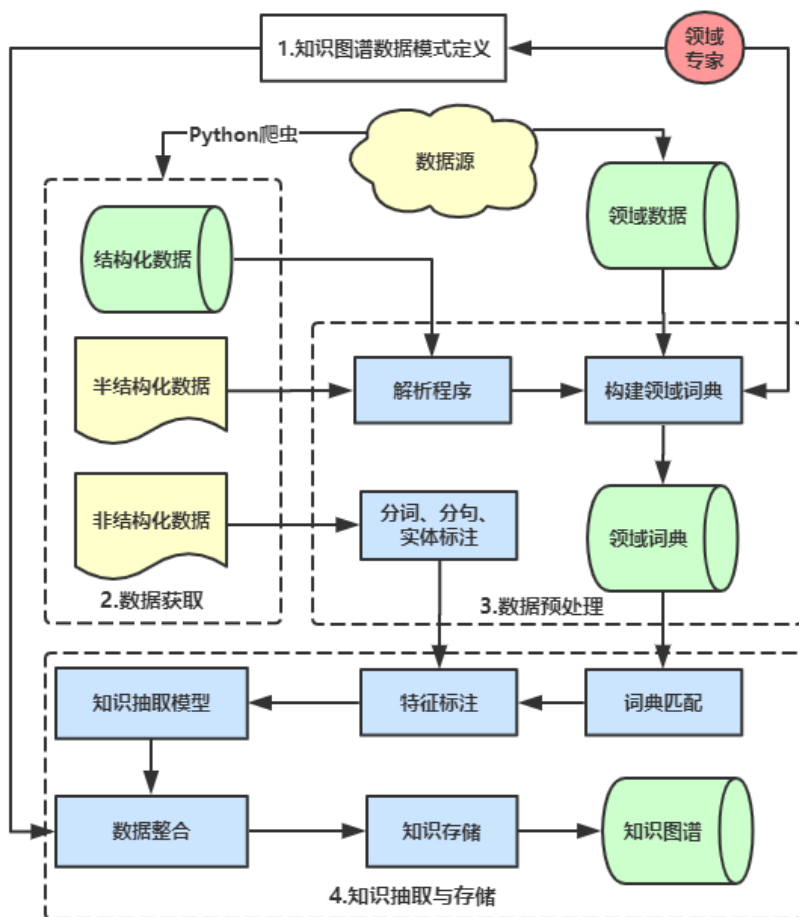 1.知识图谱数据模式定义
领域
专家
Python爬虫
数据源
领域数据
结构化数据
半结构化数据
解析程序
构建领域词典
非结构化数据
分词、分句、
实体标注
领域词典
2.数据获取
3.数据预处理
知识抽取模型
特征标注
词典匹配
数据整合
知识存储
知识图谱
4.知识抽取与存储